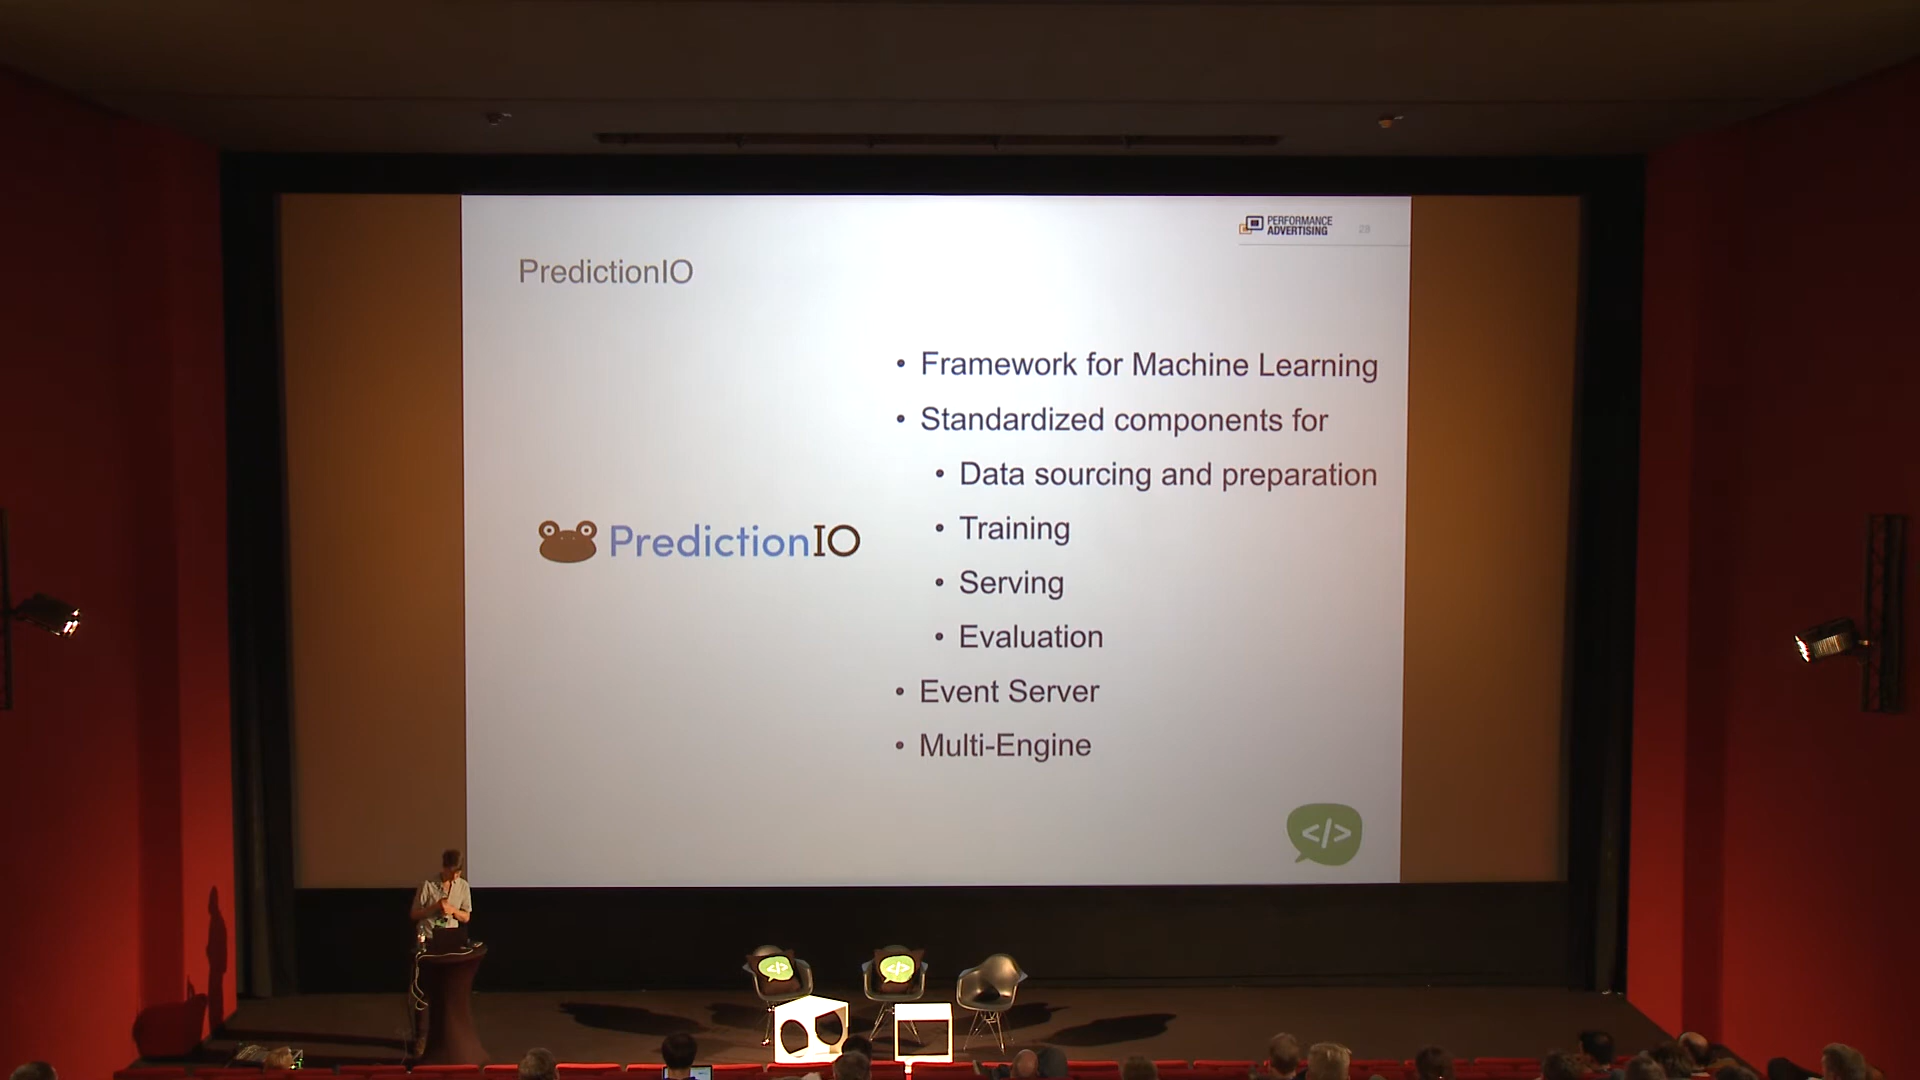 PERFORMANCE
ADVERTISING
29
PredictionIO
• Framework for Machine Learning
• Standardized components for
• Data sourcing and preparation
• Training
• Serving
• Evaluation
• Event Server
• Multi-Engine
PredictionIO
</>
</>
</>